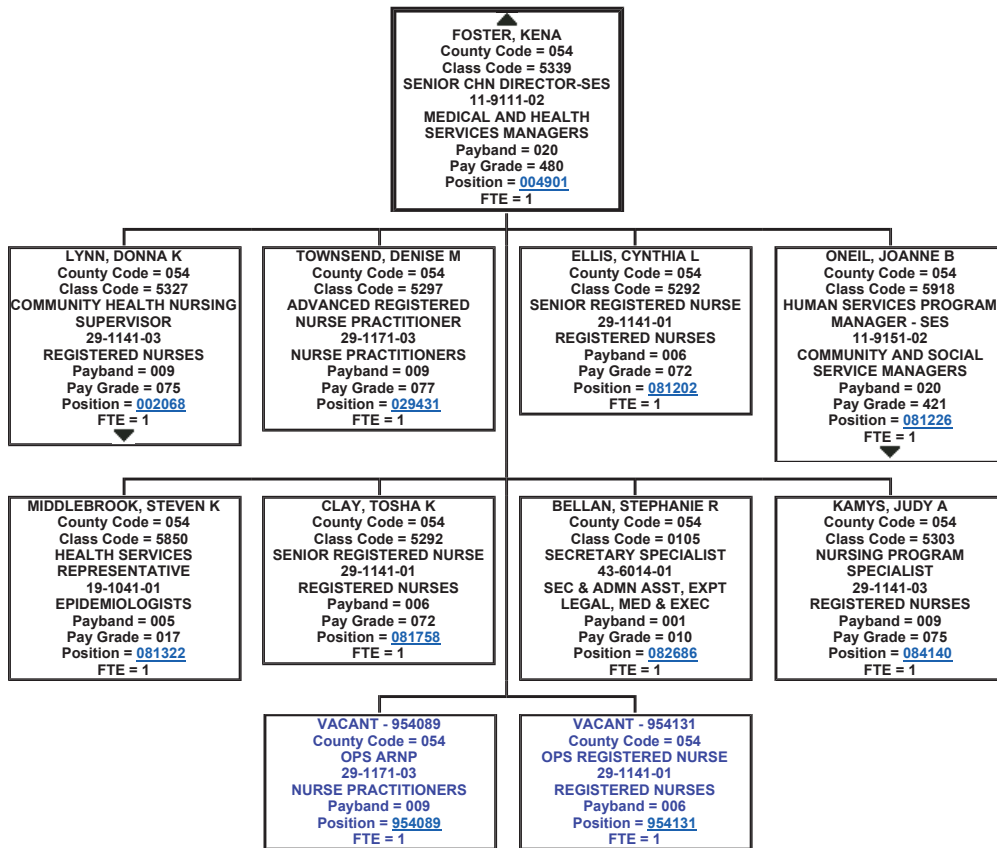 FOSTER, KENA
County Code = 054
Class Code = 5339
SENIOR CHN DIRECTOR-SES
11-9111-02
MEDICAL AND HEALTH
SERVICES MANAGERS
Payband = 020
Pay Grade = 480
Position = 004901
FTE = 1
LYNN, DONNA K
County Code = 054
Class Code = 5327
COMMUNITY HEALTH NURSING
SUPERVISOR
29-1141-03
REGISTERED NURSES
Payband = 009
Pay Grade = 075
Position = 002068
FTE = 1
TOWNSEND, DENISE M
County Code = 054
Class Code = 5297
ADVANCED REGISTERED
NURSE PRACTITIONER
29-1171-03
NURSE PRACTITIONERS
Payband = 009
Pay Grade = 077
Position = 029431
FTE = 1
ELLIS, CYNTHIA L
County Code = 054
Class Code = 5292
SENIOR REGISTERED NURSE
29-1141-01
REGISTERED NURSES
Payband = 006
Pay Grade = 072
Position = 081202
FTE = 1
ONEIL, JOANNE B
County Code = 054
Class Code = 5918
HUMAN SERVICES PROGRAM
MANAGER - SES
11-9151-02
COMMUNITY AND SOCIAL
SERVICE MANAGERS
Payband = 020
Pay Grade = 421
Position = 081226
FTE = 1
MIDDLEBROOK, STEVEN K
County Code = 054
Class Code = 5850
HEALTH SERVICES
REPRESENTATIVE
19-1041-01
EPIDEMIOLOGISTS
Payband = 005
Pay Grade = 017
Position = 081322
FTE = 1
CLAY, TOSHA K
County Code = 054
Class Code = 5292
SENIOR REGISTERED NURSE
29-1141-01
REGISTERED NURSES
Payband = 006
Pay Grade = 072
Position = 081758
FTE = 1
BELLAN, STEPHANIE R
County Code = 054
Class Code = 0105
SECRETARY SPECIALIST
43-6014-01
SEC & ADMN ASST, EXPT
LEGAL, MED & EXEC
Payband = 001
Pay Grade = 010
Position = 082686
FTE = 1
KAMYS, JUDY A
County Code = 054
Class Code = 5303
NURSING PROGRAM
SPECIALIST
29-1141-03
REGISTERED NURSES
Payband = 009
Pay Grade = 075
Position = 084140
FTE = 1
VACANT - 954089
County Code = 054
OPS ARNP
29-1171-03
NURSE PRACTITIONERS
Payband = 009
Position = 954089
FTE = 1
VACANT - 954131
County Code = 054
OPS REGISTERED NURSE
29-1141-01
REGISTERED NURSES
Payband = 006
Position = 954131
FTE = 1